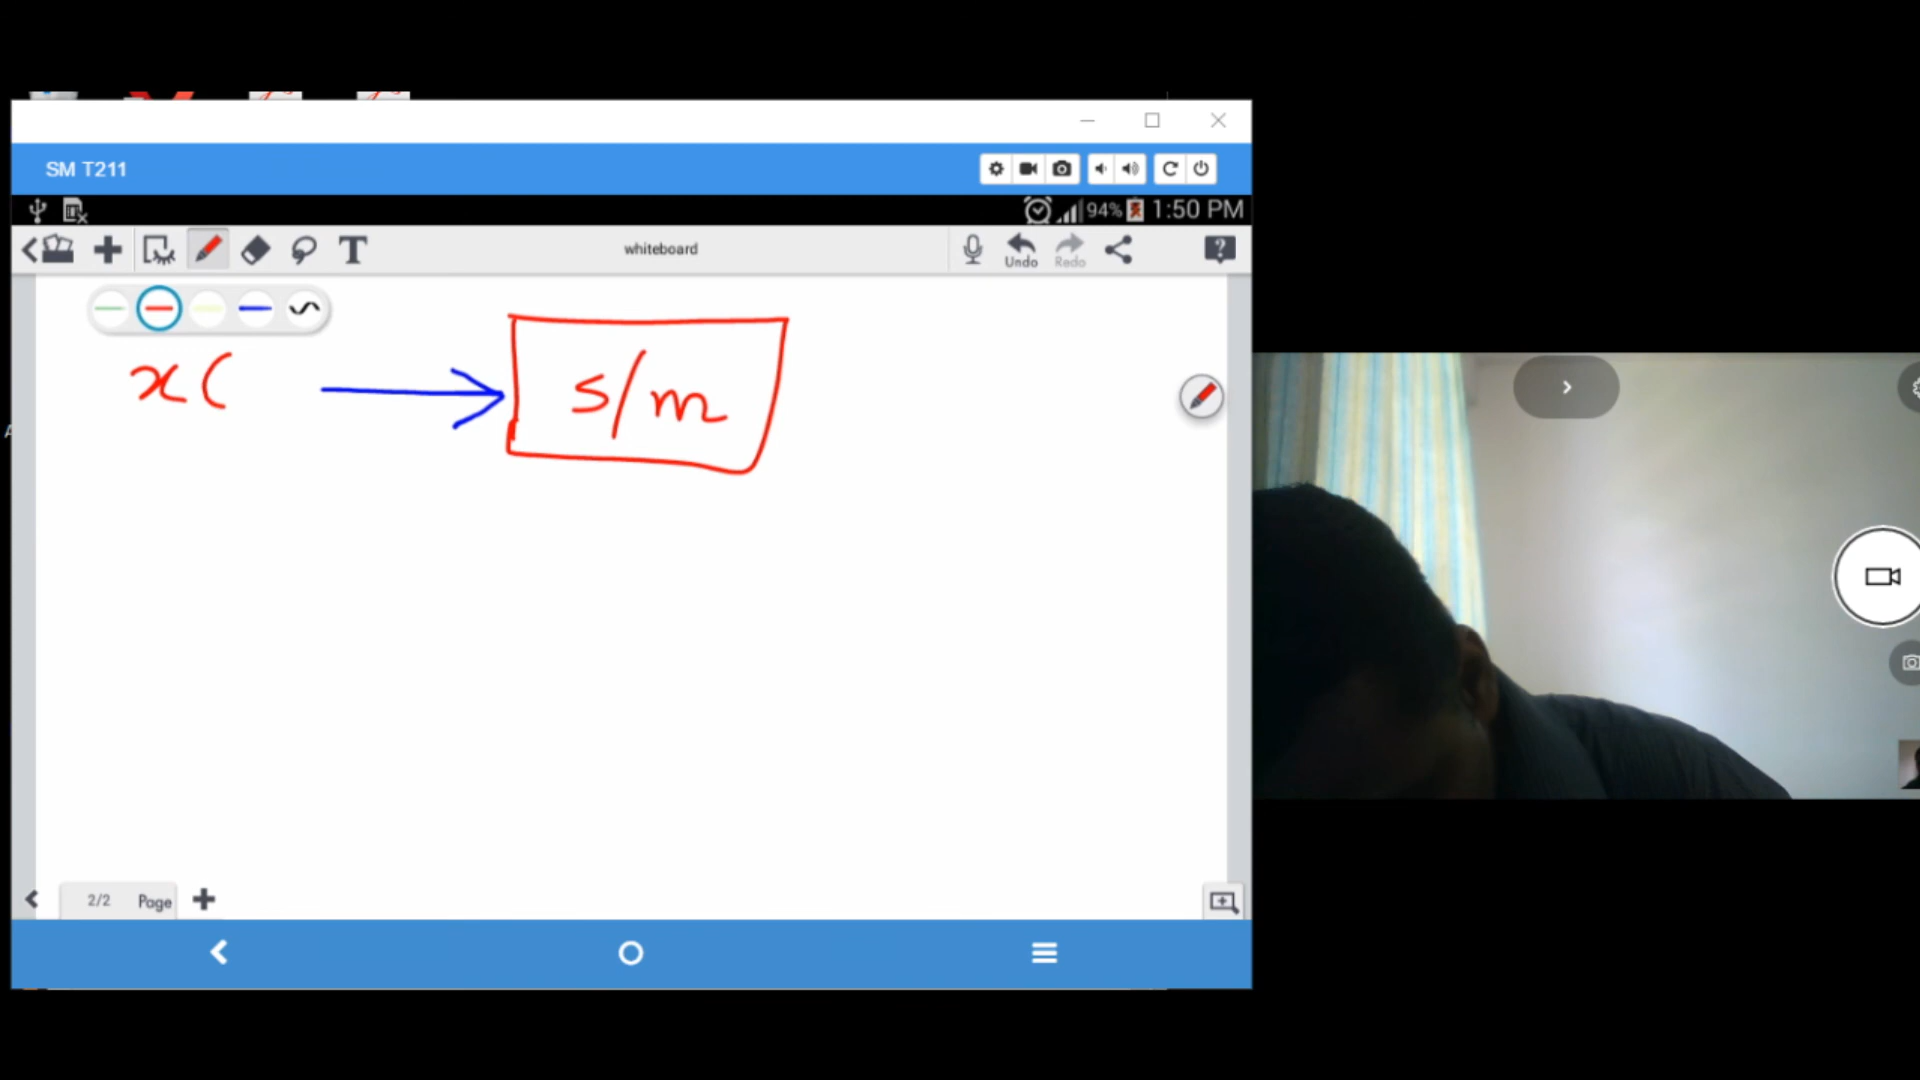 SM T211
94% 1:50 PM
whiteboard
Undo
Redo
x( s/m
2/2 Page